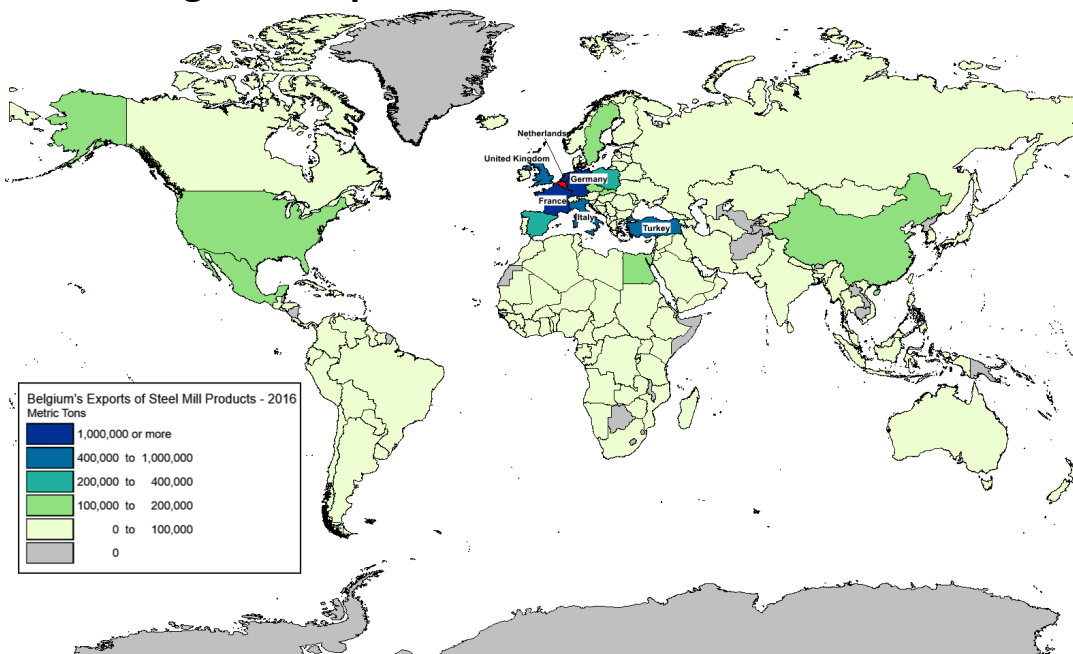 Netherlands
United Kingdom
Germany
France
Italy
Turkey
Belgium's Exports of Steel Mill Products - 2016
Metric Tons
1,000,000 or more
400,000 to 1,000,000
200,000 to 400,000
100,000 to 200,000
0 to 100,000
0